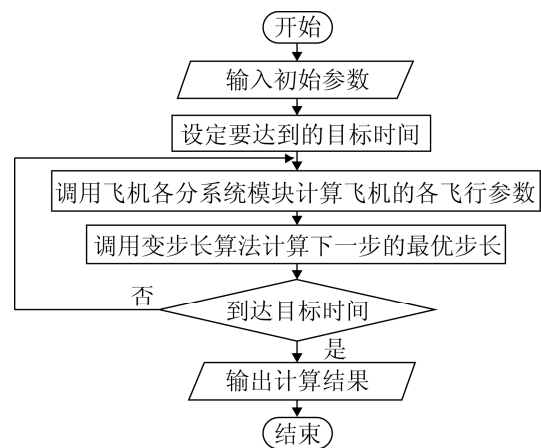 开始
输入初始参数
设定要达到的目标时间
调用飞机各分系统模块计算飞机的各飞行参数
调用变步长算法计算下一步的最优步长
否
到达目标时间
是
输出计算结果
结束